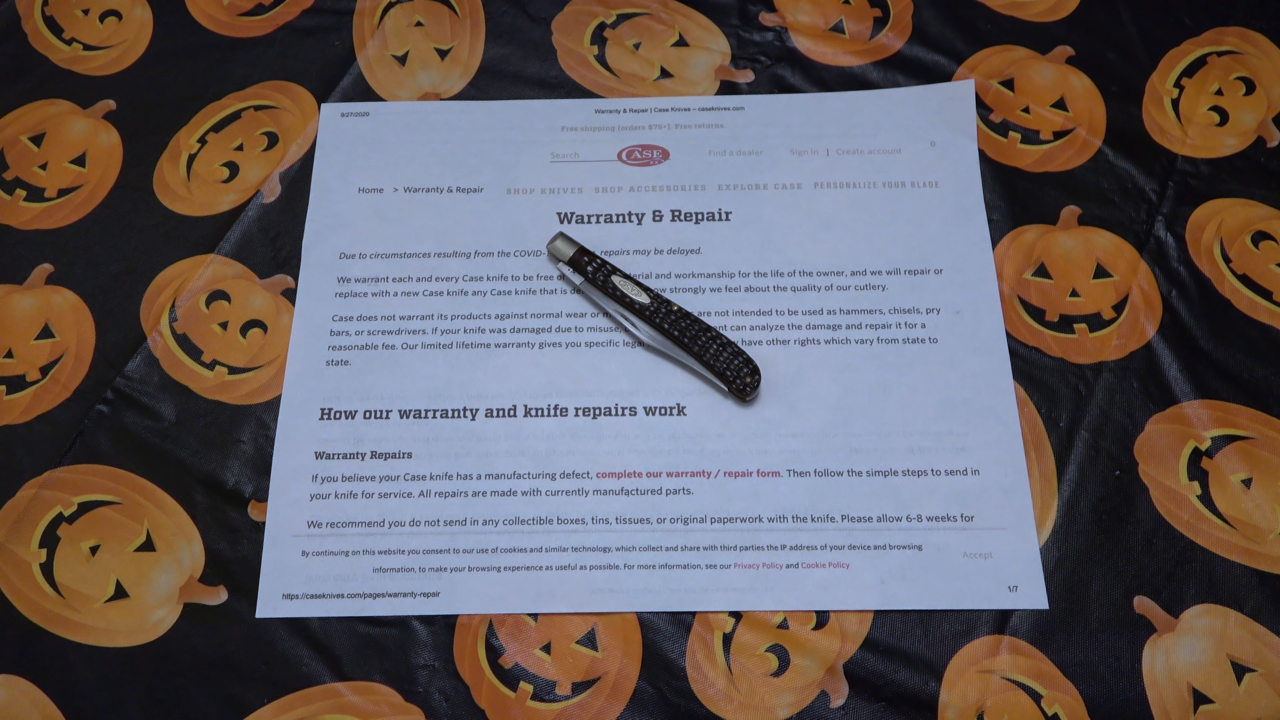 9/27/2020
Warranty & Repair | Case Knives – caseknives.com
Free shipping (orders $75+). Free returns.
Search CASE Find a dealer Sign in | Create account 0
Home > Warranty & Repair SHOP KNIVES SHOP ACCESSORIES EXPLORE CASE PERSONALIZE YOUR BLADE
Warranty & Repair
Due to circumstances resulting from the COVID- repairs may be delayed.
We warrant each and every Case knife to be free of and workmanship for the life of the owner, and we will repair or
replace with a new Case knife any Case knife that is strongly we feel about the quality of our cutlery.
Case does not warrant its products against normal wear or are not intended to be used as hammers, chisels, pry
bars, or screwdrivers. If your knife was damaged due to misuse, can analyze the damage and repair it for a
reasonable fee. Our limited lifetime warranty gives you specific have other rights which vary from state to
state.
How our warranty and knife repairs work
Warranty Repairs
If you believe your Case knife has a manufacturing defect, complete our warranty / repair form. Then follow the simple steps to send in
your knife for service. All repairs are made with currently manufactured parts.
We recommend you do not send in any collectible boxes, tins, tissues, or original paperwork with the knife. Please allow 6-8 weeks for
By continuing on this website you consent to our use of cookies and similar technology, which collect and share with third parties the IP address of your device and browsing
information, to make your browsing experience as useful as possible. For more information, see our Privacy Policy and Cookie Policy
Accept
https://caseknives.com/pages/warranty-repair 1/7